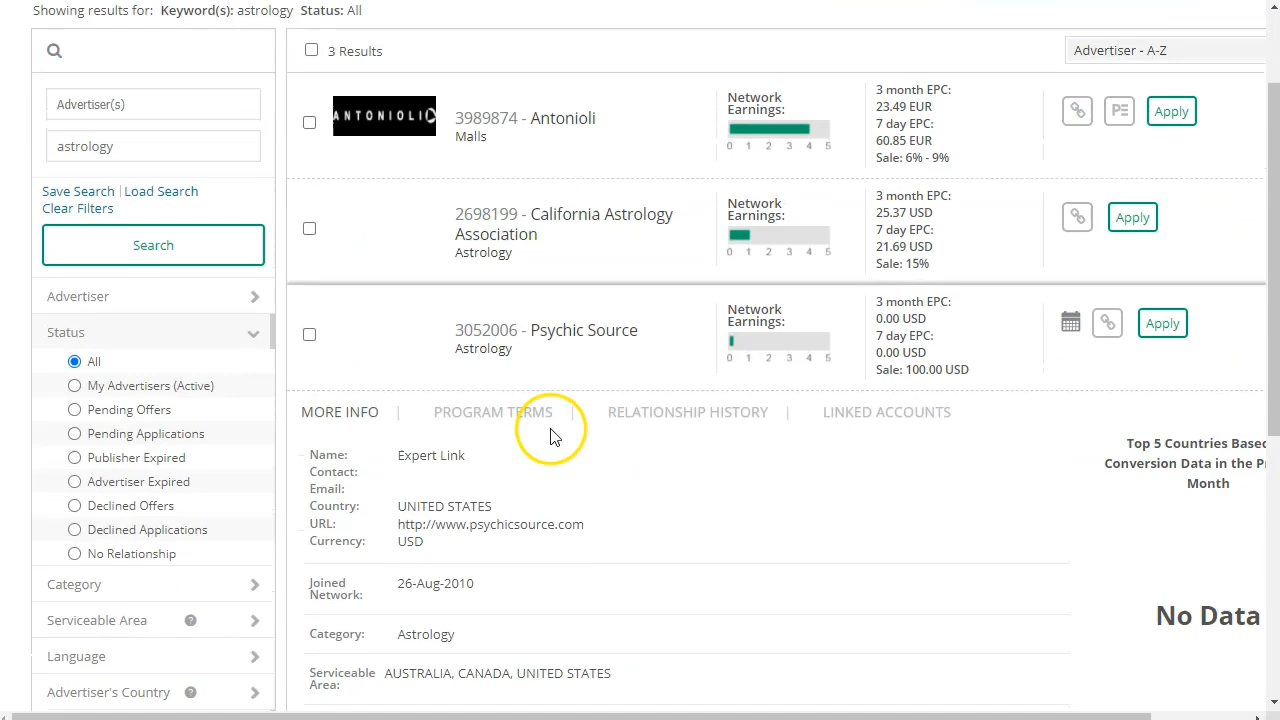 Showing results for: Keyword(s): astrology Status: All
Advertiser(s)
astrology
Save Search | Load Search
Clear Filters
Search
Advertiser
Status
All
My Advertisers (Active)
Pending Offers
Pending Applications
Publisher Expired
Advertiser Expired
Declined Offers
Declined Applications
No Relationship
Category
Serviceable Area ?
Language
Advertiser's Country ?
3 Results
Advertiser - A-Z
ANTONIOLI
3989874 - Antonioli
Malls
Network
Earnings:
0 1 2 3 4 5
3 month EPC:
23.49 EUR
7 day EPC:
60.85 EUR
Sale: 6% - 9%
Apply
2698199 - California Astrology
Association
Astrology
Network
Earnings:
0 1 2 3 4 5
3 month EPC:
25.37 USD
7 day EPC:
21.69 USD
Sale: 15%
Apply
3052006 - Psychic Source
Astrology
Network
Earnings:
0 1 2 3 4 5
3 month EPC:
0.00 USD
7 day EPC:
0.00 USD
Sale: 100.00 USD
Apply
MORE INFO | PROGRAM TERMS | RELATIONSHIP HISTORY | LINKED ACCOUNTS
Name: Expert Link
Contact:
Email:
Country: UNITED STATES
URL: http://www.psychicsource.com
Currency: USD
Joined
Network: 26-Aug-2010
Category: Astrology
Serviceable
Area: AUSTRALIA, CANADA, UNITED STATES
Top 5 Countries Base
Conversion Data in the P
Month
No Data